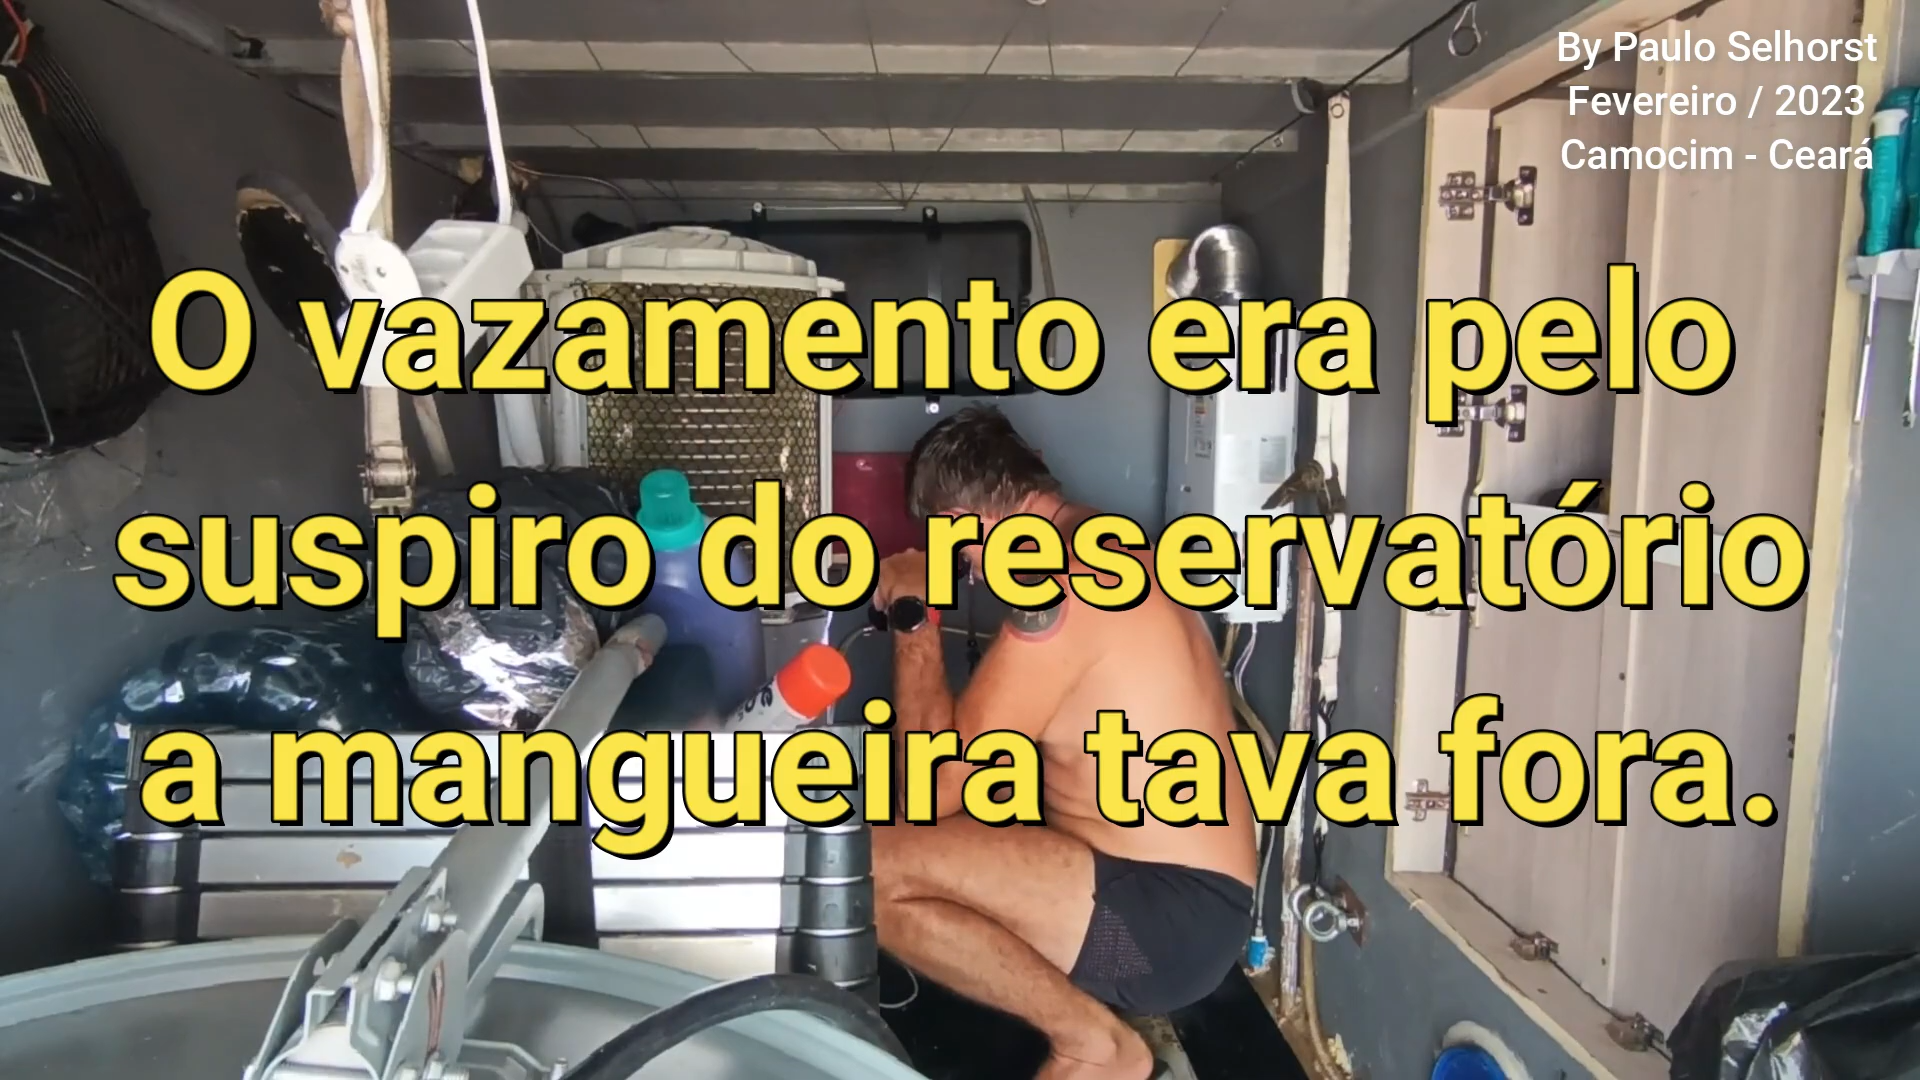 By Paulo Selhorst
Fevereiro / 2023
Camocim - Ceará
O vazamento era pelo
suspiro do reservatório
a mangueira tava fora.